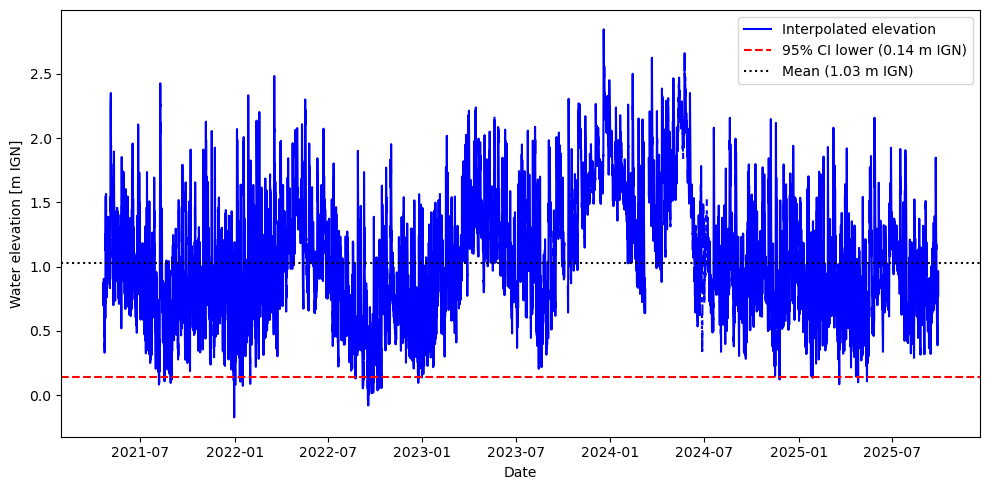 Interpolated elevation
95% CI lower (0.14 m IGN)
Mean (1.03 m IGN)
Water elevation [m IGN]
2.5
2.0
1.5
1.0
0.5
0.0
2021-07 2022-01 2022-07 2023-01 2023-07 2024-01 2024-07 2025-01 2025-07
Date